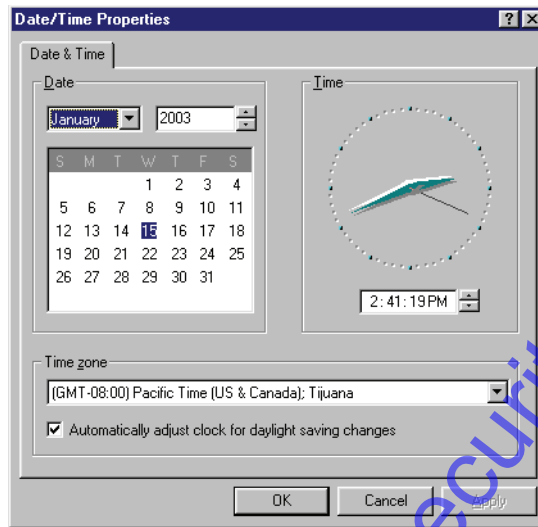 Date/Time Properties
Date & Time
Date
January 2003
S M T W T F S
1 2 3 4
5 6 7 8 9 10 11
12 13 14 15 16 17 18
19 20 21 22 23 24 25
26 27 28 29 30 31
Time
2:41:19 PM
Time zone
(GMT-08:00) Pacific Time (US & Canada); Tijuana
Automatically adjust clock for daylight saving changes
OK Cancel Apply
ecurit